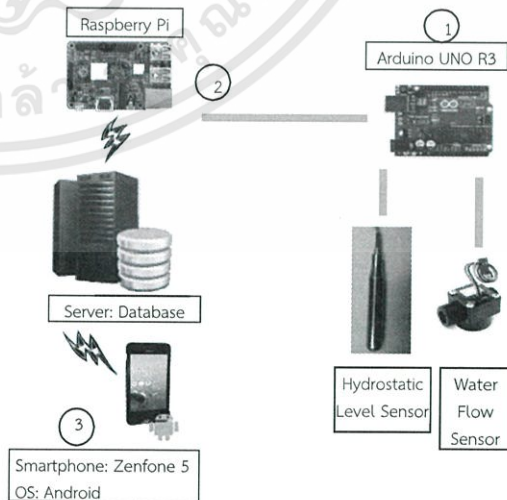 Raspberry Pi
1
Arduino UNO R3
2
Server: Database
Hydrostatic
Level Sensor
Water
Flow
Sensor
3
Smartphone: Zenfone 5
OS: Android